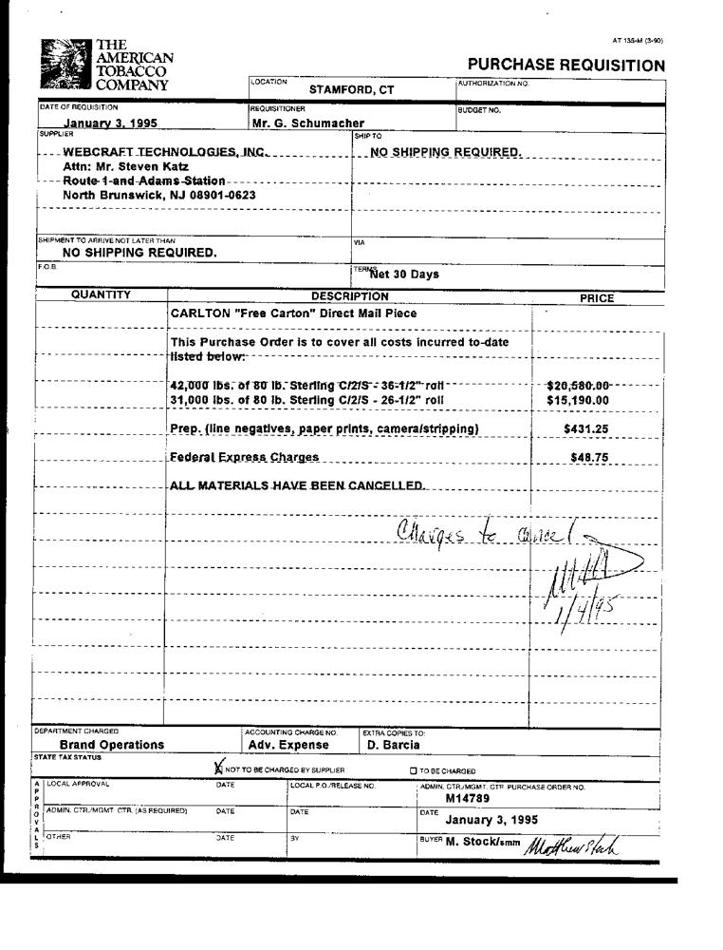 AT 135-M (3-90)
THE
AMERICAN
TOBACCO
COMPANY
PURCHASE REQUISITION
LOCATION
STAMFORD, CT
AUTHORIZATION NO.
DATE OF REQUISITION
January 3, 1995
REQUISITIONER
Mr. G. Schumacher
BUDGET NO.
SUPPLIER
WEBCRAFT TECHNOLOGIES, INC.
Attn: Mr. Steven Katz
Route 1 and Adams Station
North Brunswick, NJ 08901-0623
SHIP TO
NO SHIPPING REQUIRED.
SHIPMENT TO ARRIVE NOT LATER THAN
NO SHIPPING REQUIRED.
VIA
F.O.B.
TERMS
Net 30 Days
QUANTITY DESCRIPTION PRICE
CARLTON "Free Carton" Direct Mail Piece
This Purchase Order is to cover all costs incurred to-date
listed below:
42,000 lbs. of 80 lb. Sterling C/2/S - 36-1/2" roll $20,580.00
31,000 lbs. of 80 lb. Sterling C/2/S - 26-1/2" roll $15,190.00
Prep. (line negatives, paper prints, camera/stripping) $431.25
Federal Express Charges $48.75
ALL MATERIALS HAVE BEEN CANCELLED.
Charges to cancel
1/4/95
DEPARTMENT CHARGED
Brand Operations
ACCOUNTING CHARGE NO.
Adv. Expense
EXTRA COPIES TO:
D. Barcia
STATE TAX STATUS
X NOT TO BE CHARGED BY SUPPLIER
TO BE CHARGED
APPROVALS
LOCAL APPROVAL DATE LOCAL P.O./RELEASE NO.
ADMIN. CTR./MGMT. CTR. PURCHASE ORDER NO.
M14789
ADMIN. CTR./MGMT. CTR. (AS REQUIRED) DATE DATE
DATE
January 3, 1995
OTHER DATE BY
BUYER M. Stock/smm Matthew Stock